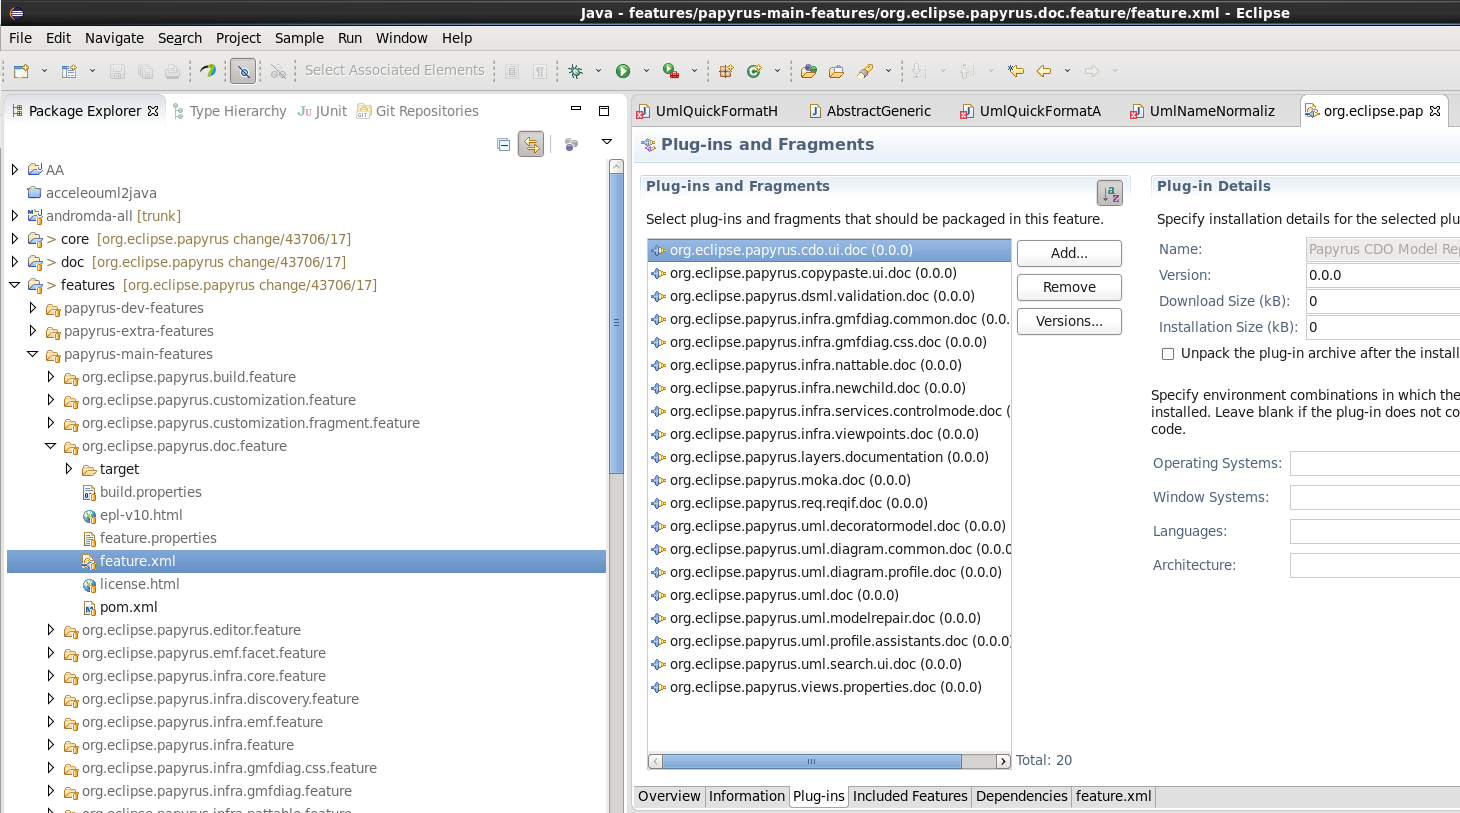 Java - features/papyrus-main-features/org.eclipse.papyrus.doc.feature/feature.xml - Eclipse
File Edit Navigate Search Project Sample Run Window Help
Select Associated Elements
Package Explorer Type Hierarchy JUnit Git Repositories
AA
acceleouml2java
andromda-all [trunk]
> core [org.eclipse.papyrus change/43706/17]
> doc [org.eclipse.papyrus change/43706/17]
> features [org.eclipse.papyrus change/43706/17]
papyrus-dev-features
papyrus-extra-features
papyrus-main-features
org.eclipse.papyrus.build.feature
org.eclipse.papyrus.customization.feature
org.eclipse.papyrus.customization.fragment.feature
org.eclipse.papyrus.doc.feature
target
build.properties
epl-v10.html
feature.properties
feature.xml
license.html
pom.xml
org.eclipse.papyrus.editor.feature
org.eclipse.papyrus.emf.facet.feature
org.eclipse.papyrus.infra.core.feature
org.eclipse.papyrus.infra.discovery.feature
org.eclipse.papyrus.infra.emf.feature
org.eclipse.papyrus.infra.feature
org.eclipse.papyrus.infra.gmfdiag.css.feature
org.eclipse.papyrus.infra.gmfdiag.feature
org.eclipse.papyrus.infra.nattable.feature
UmlQuickFormatH AbstractGeneric UmlQuickFormatA UmlNameNormaliz org.eclipse.pap
Plug-ins and Fragments
Plug-ins and Fragments
Select plug-ins and fragments that should be packaged in this feature.
org.eclipse.papyrus.cdo.ui.doc (0.0.0)
org.eclipse.papyrus.copypaste.ui.doc (0.0.0)
org.eclipse.papyrus.dsml.validation.doc (0.0.0)
org.eclipse.papyrus.infra.gmfdiag.common.doc (0.0.
org.eclipse.papyrus.infra.gmfdiag.css.doc (0.0.0)
org.eclipse.papyrus.infra.nattable.doc (0.0.0)
org.eclipse.papyrus.infra.newchild.doc (0.0.0)
org.eclipse.papyrus.infra.services.controlmode.doc (
org.eclipse.papyrus.infra.viewpoints.doc (0.0.0)
org.eclipse.papyrus.layers.documentation (0.0.0)
org.eclipse.papyrus.moka.doc (0.0.0)
org.eclipse.papyrus.req.reqif.doc (0.0.0)
org.eclipse.papyrus.uml.decoratormodel.doc (0.0.0)
org.eclipse.papyrus.uml.diagram.common.doc (0.0.0
org.eclipse.papyrus.uml.diagram.profile.doc (0.0.0)
org.eclipse.papyrus.uml.doc (0.0.0)
org.eclipse.papyrus.uml.modelrepair.doc (0.0.0)
org.eclipse.papyrus.uml.profile.assistants.doc (0.0.0)
org.eclipse.papyrus.uml.search.ui.doc (0.0.0)
org.eclipse.papyrus.views.properties.doc (0.0.0)
Add...
Remove
Versions...
Total: 20
Plug-in Details
Specify installation details for the selected plu
Name: Papyrus CDO Model Rep
Version: 0.0.0
Download Size (kB): 0
Installation Size (kB): 0
Unpack the plug-in archive after the install
Specify environment combinations in which the
installed. Leave blank if the plug-in does not co
code.
Operating Systems:
Window Systems:
Languages:
Architecture:
Overview Information Plug-ins Included Features Dependencies feature.xml